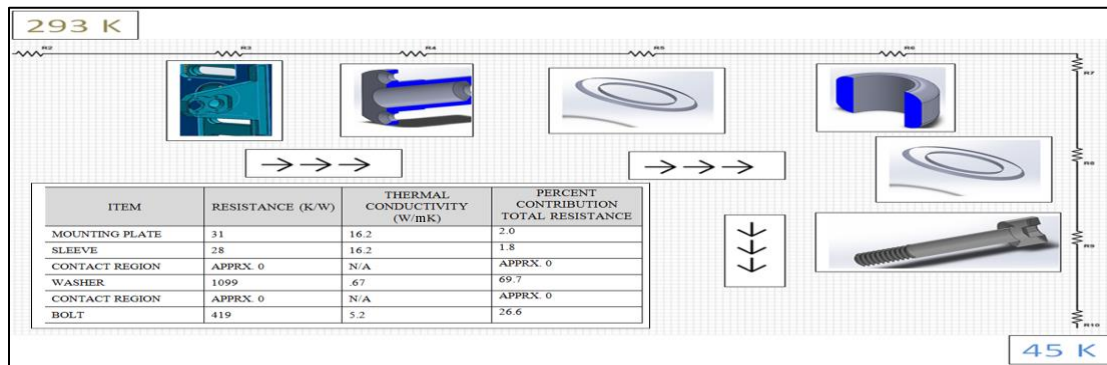 293 K
R2 R3 R4 R5 R6
R7
R8
R9
R10
→→→ →→→
↓
↓
↓
ITEM RESISTANCE (K/W) THERMAL CONDUCTIVITY (W/mK) PERCENT CONTRIBUTION TOTAL RESISTANCE
MOUNTING PLATE 31 16.2 2.0
SLEEVE 28 16.2 1.8
CONTACT REGION APPRX. 0 N/A APPRX. 0
WASHER 1099 .67 69.7
CONTACT REGION APPRX. 0 N/A APPRX. 0
BOLT 419 5.2 26.6
45 K